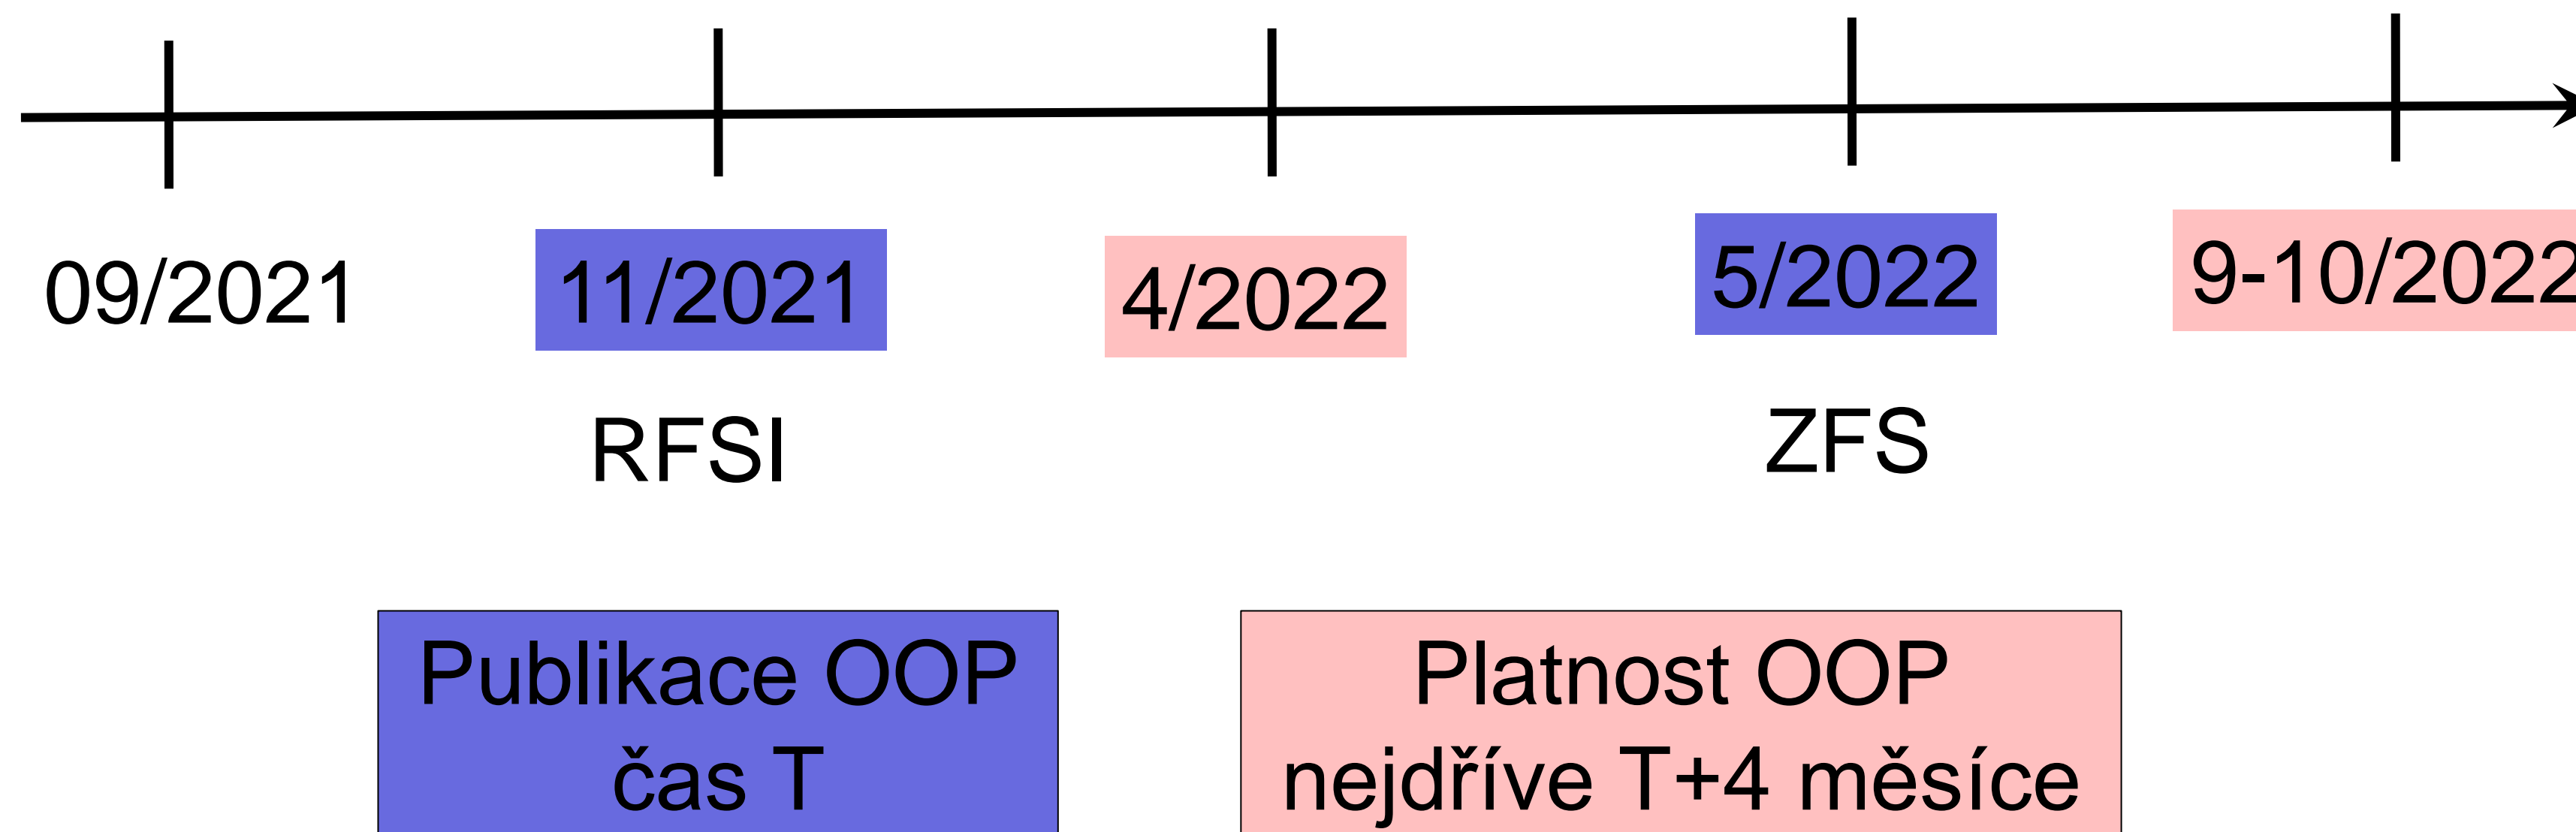 09/2021
11/2021
4/2022
5/2022
9-10/2022
RFSI
ZFS
Publikace OOP
čas T
Platnost OOP
nejdříve T+4 měsíce